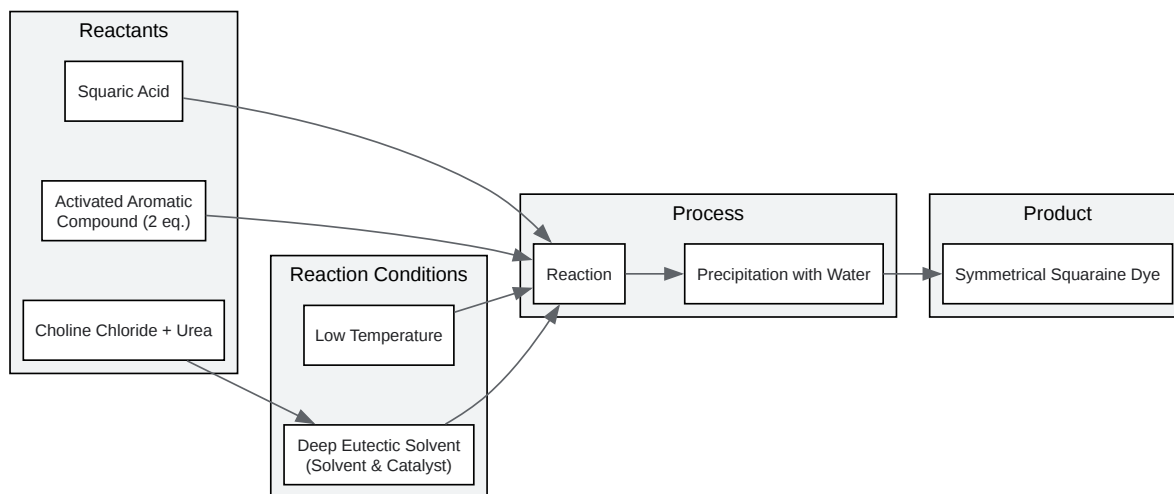 Reactants
Squaric Acid
Activated Aromatic
Compound (2 eq.)
Choline Chloride + Urea
Reaction Conditions
Low Temperature
Deep Eutectic Solvent
(Solvent & Catalyst)
Process
Reaction
Precipitation with Water
Product
Symmetrical Squaraine Dye